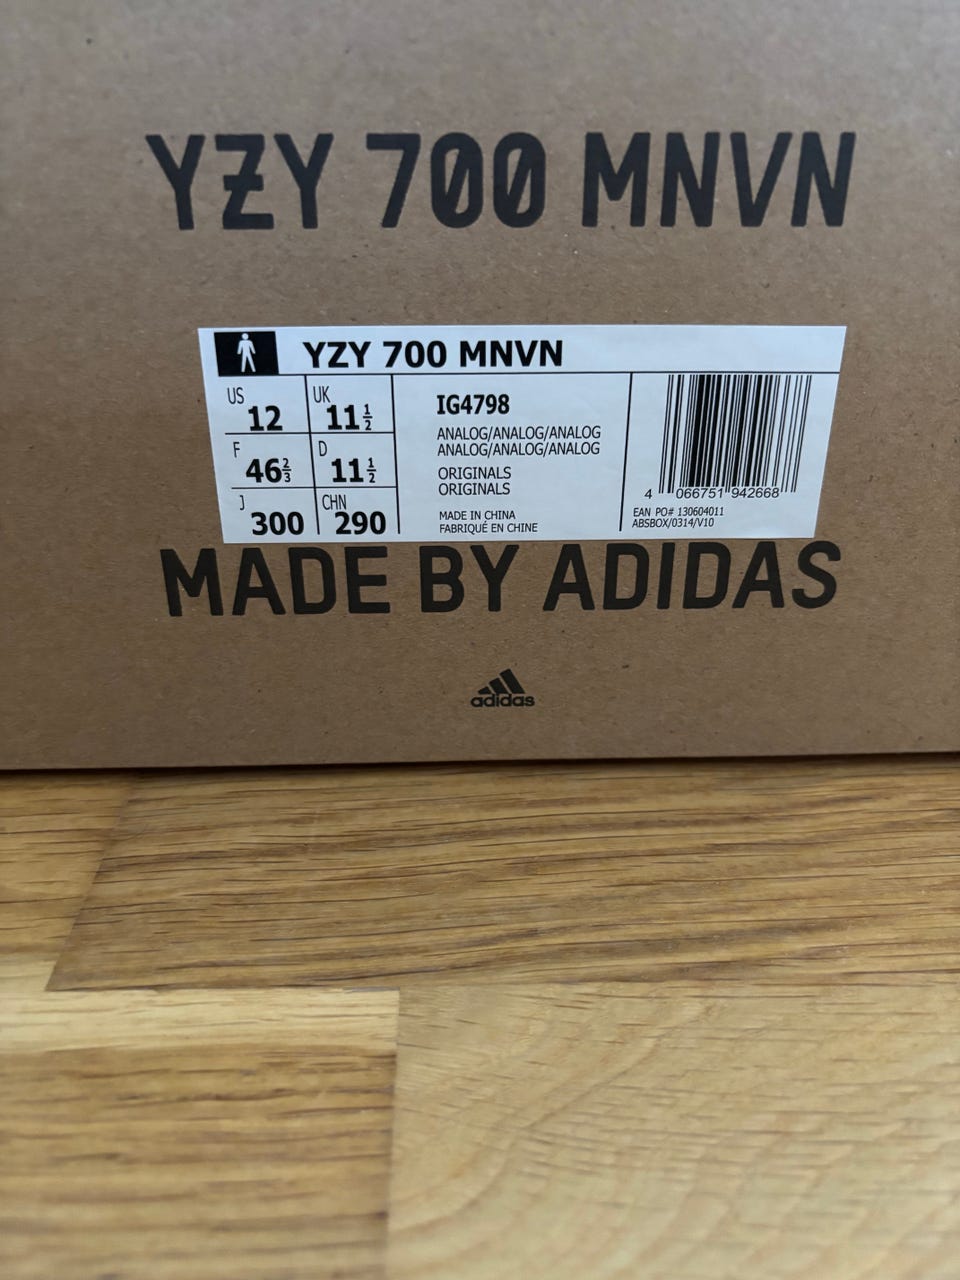 YZY 700 MNVN
YZY 700 MNVN
US 12
UK 11 1/2
F 46 2/3
D 11 1/2
J 300
CHN 290
IG4798
ANALOG/ANALOG/ANALOG
ANALOG/ANALOG/ANALOG
ORIGINALS
ORIGINALS
MADE IN CHINA
FABRIQUÉ EN CHINE
4 066751 942668
EAN PO# 130604011
ABSBOX/0314/V10
MADE BY ADIDAS
adidas